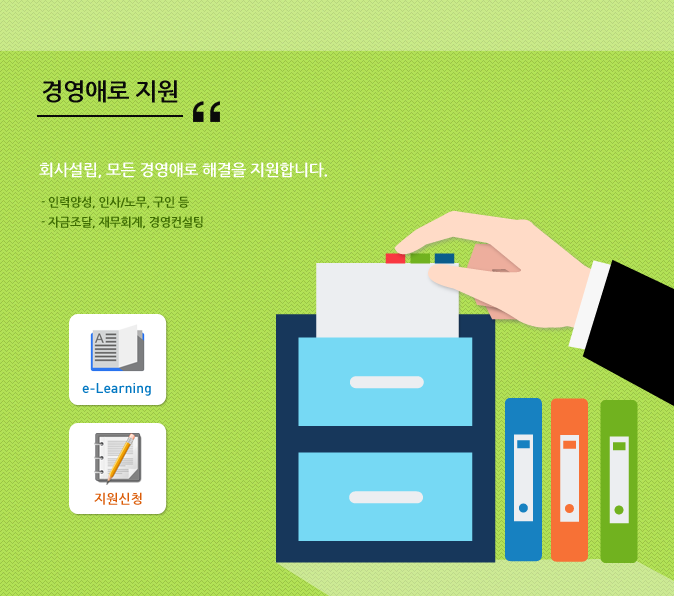 경영애로 지원
회사설립, 모든 경영애로 해결을 지원합니다.
- 인력양성, 인사/노무, 구인 등
- 자금조달, 재무회계, 경영컨설팅
A
e-Learning
지원신청